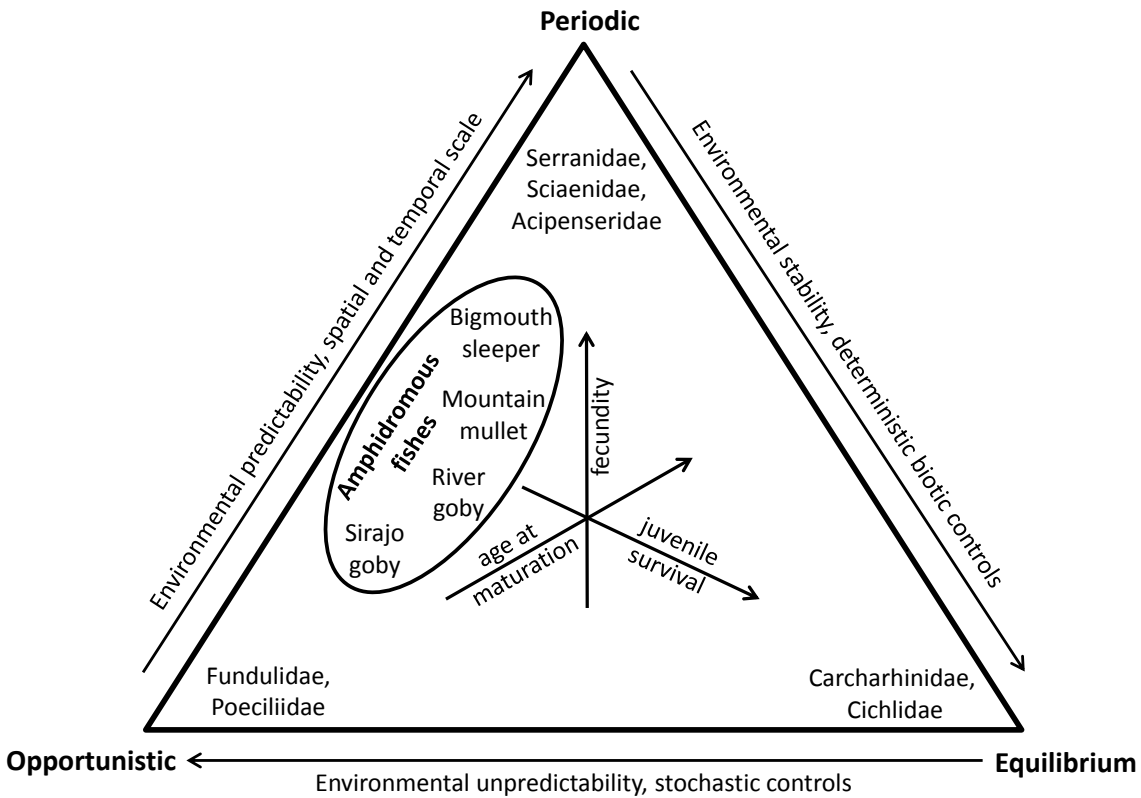 Periodic
Environmental predictability, spatial and temporal scale
Environmental stability, deterministic biotic controls
Serranidae,
Sciaenidae,
Acipenseridae
Bigmouth
sleeper
Amphidromous
fishes
Mountain
mullet
River
goby
Sirajo
goby
fecundity
age at
maturation
juvenile
survival
Fundulidae,
Poeciliidae
Carcharhinidae,
Cichlidae
Opportunistic
Equilibrium
Environmental unpredictability, stochastic controls